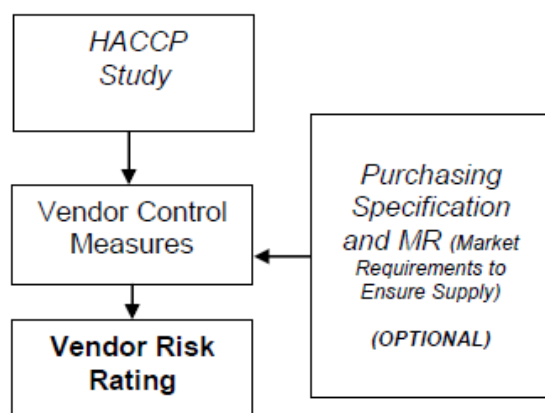 HACCP
Study
Vendor Control
Measures
Vendor Risk
Rating
Purchasing
Specification
and MR (Market
Requirements to
Ensure Supply)
(OPTIONAL)